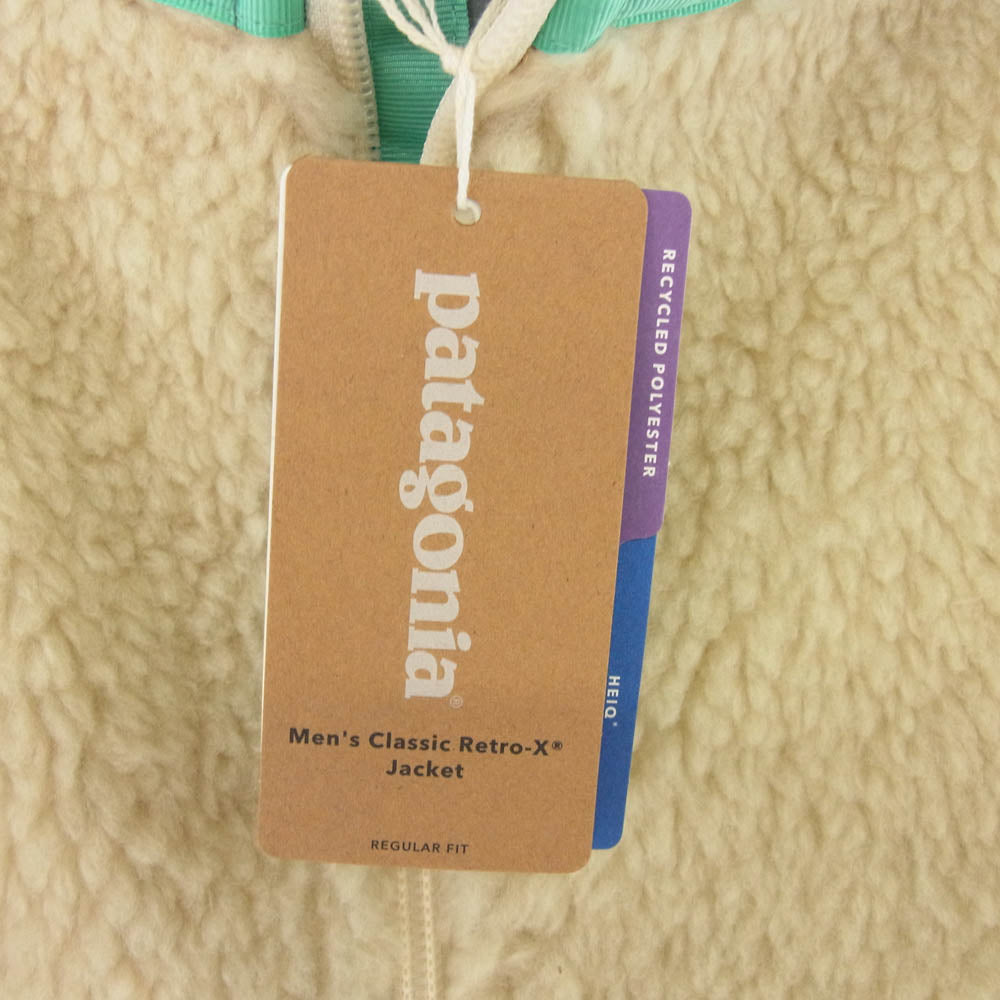 patagonia®
Men's Classic Retro-X®
Jacket
REGULAR FIT
RECYCLED POLYESTER
HEIQ®